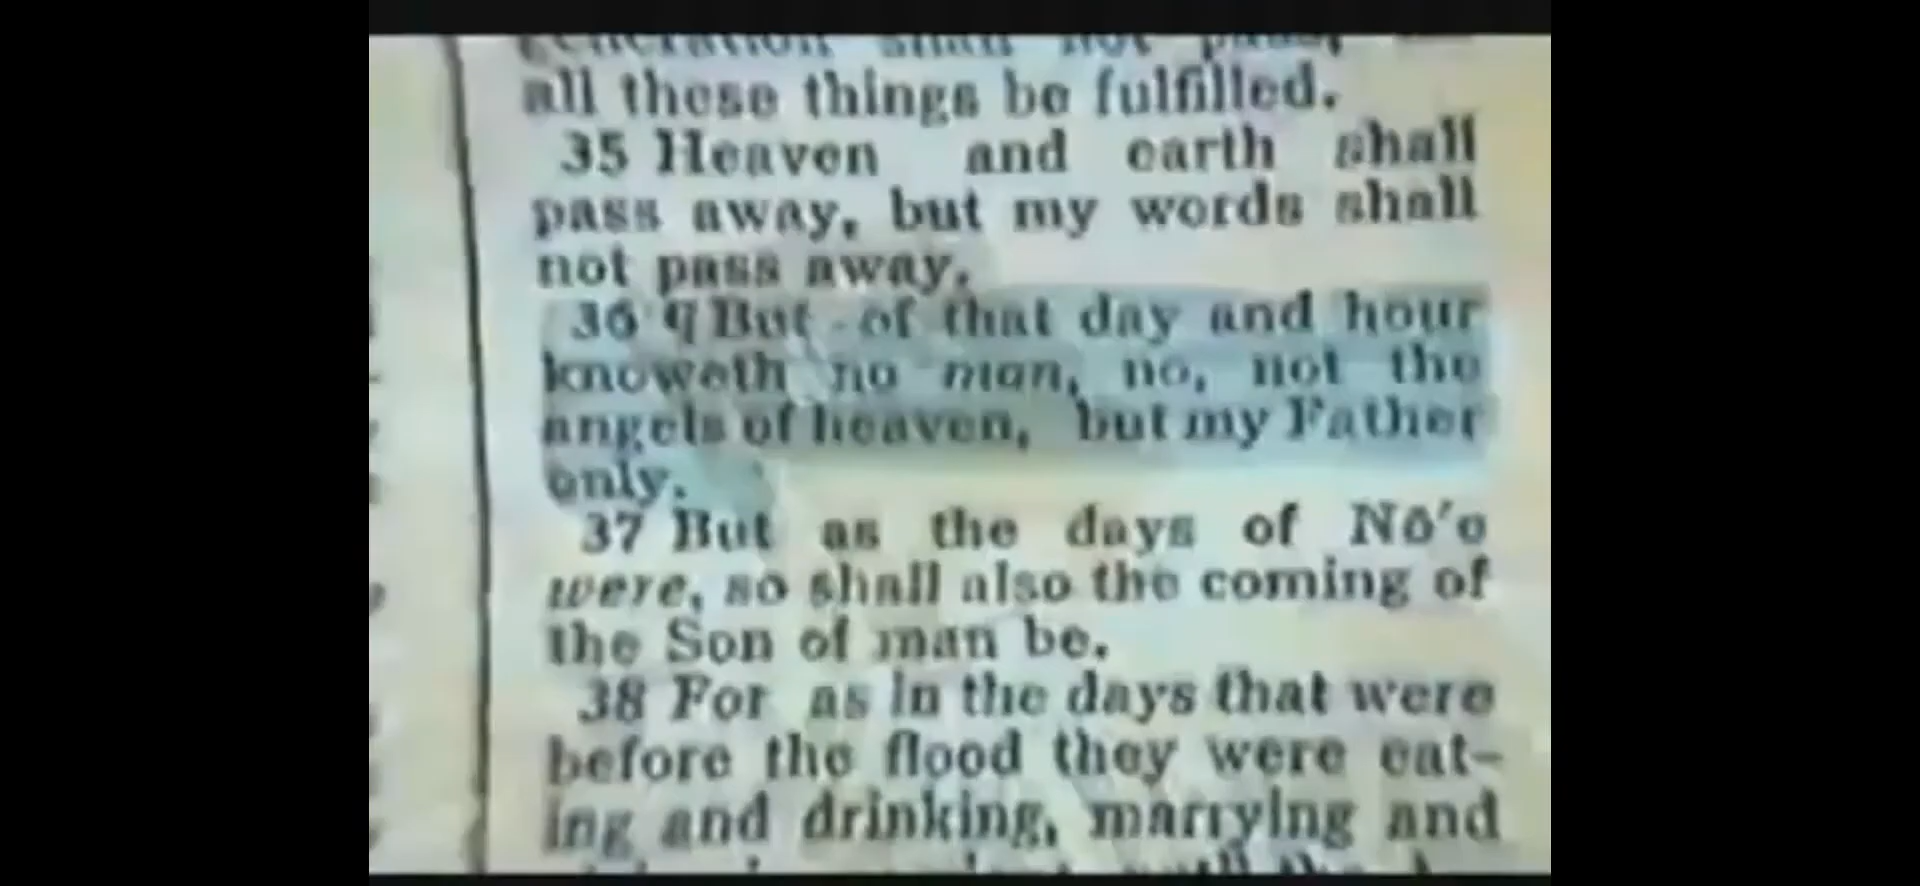 generation shall not pass,
all these things be fulfilled.
35 Heaven and earth shall
pass away, but my words shall
not pass away.
36 ¶ But of that day and hour
knoweth no man, no, not the
angels of heaven, but my Father
only.
37 But as the days of Nō'e
were, so shall also the coming of
the Son of man be.
38 For as in the days that were
before the flood they were eat-
ing and drinking, marrying and